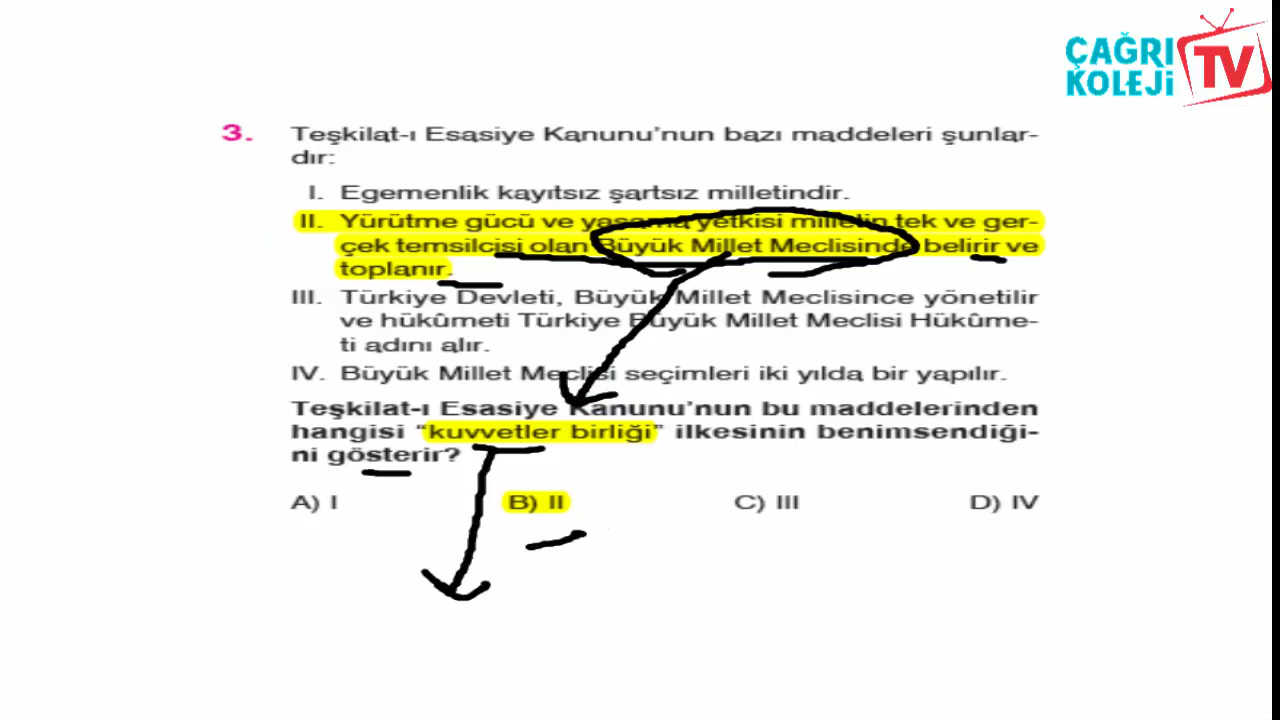 ÇAĞRI
KOLEJİ TV
3. Teşkilat-ı Esasiye Kanunu'nun bazı maddeleri şunlar-
dır:
I. Egemenlik kayıtsız şartsız milletindir.
II. Yürütme gücü ve yasama yetkisi milletin tek ve ger-
çek temsilcisi olan Büyük Millet Meclisinde belirir ve
toplanır.
III. Türkiye Devleti, Büyük Millet Meclisince yönetilir
ve hükûmeti Türkiye Büyük Millet Meclisi Hükûme-
ti adını alır.
IV. Büyük Millet Meclisi seçimleri iki yılda bir yapılır.
Teşkilat-ı Esasiye Kanunu'nun bu maddelerinden
hangisi "kuvvetler birliği" ilkesinin benimsendiği-
ni gösterir?
A) I B) II C) III D) IV